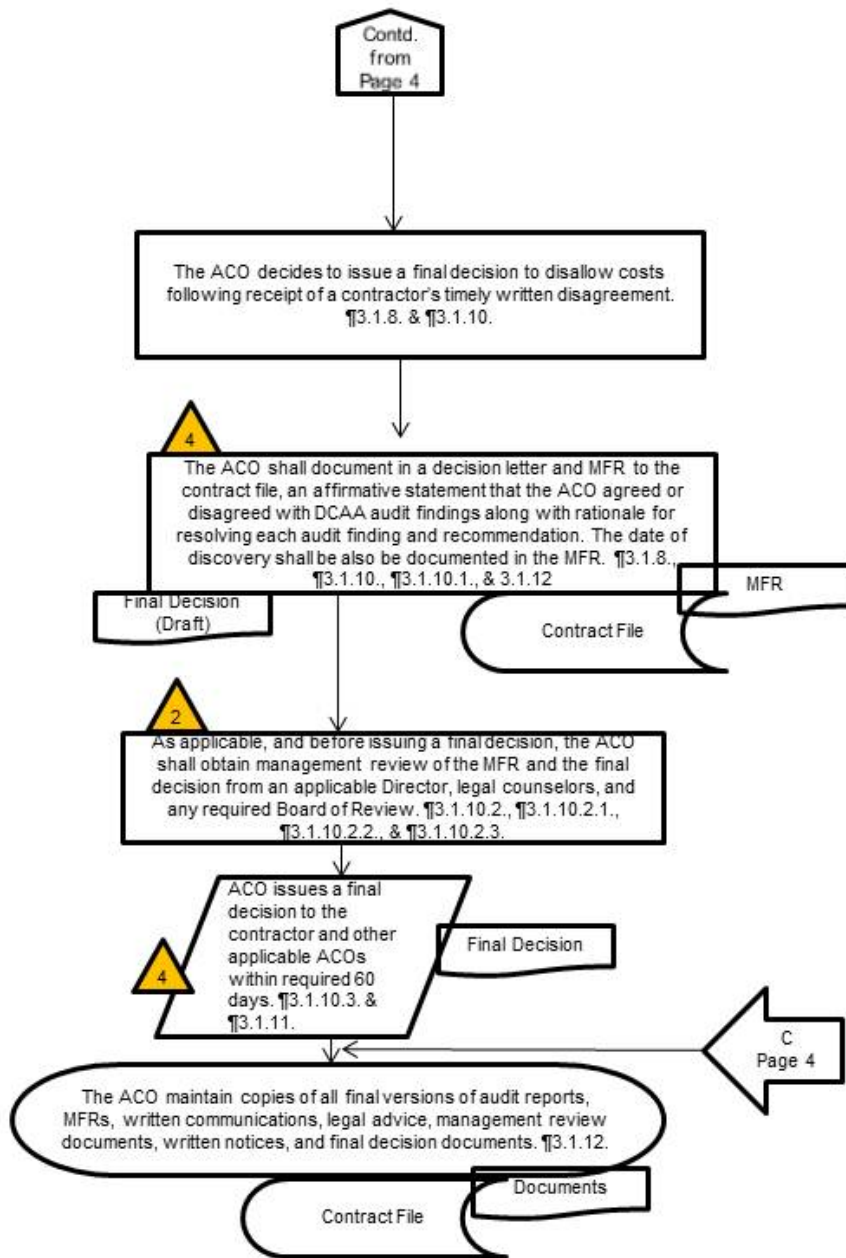 Contd.
from
Page 4
The ACO decides to issue a final decision to disallow costs
following receipt of a contractor's timely written disagreement.
¶3.1.8. & ¶3.1.10.
4
The ACO shall document in a decision letter and MFR to the
contract file, an affirmative statement that the ACO agreed or
disagreed with DCAA audit findings along with rationale for
resolving each audit finding and recommendation. The date of
discovery shall be also be documented in the MFR. ¶3.1.8.,
¶3.1.10., ¶3.1.10.1., & 3.1.12
MFR
Final Decision
(Draft)
Contract File
2
As applicable, and before issuing a final decision, the ACO
shall obtain management review of the MFR and the final
decision from an applicable Director, legal counselors, and
any required Board of Review. ¶3.1.10.2., ¶3.1.10.2.1.,
¶3.1.10.2.2., & ¶3.1.10.2.3.
ACO issues a final
decision to the
contractor and other
applicable ACOs
within required 60
days. ¶3.1.10.3. &
¶3.1.11.
4
Final Decision
C
Page 4
The ACO maintain copies of all final versions of audit reports,
MFRs, written communications, legal advice, management review
documents, written notices, and final decision documents. ¶3.1.12.
Documents
Contract File